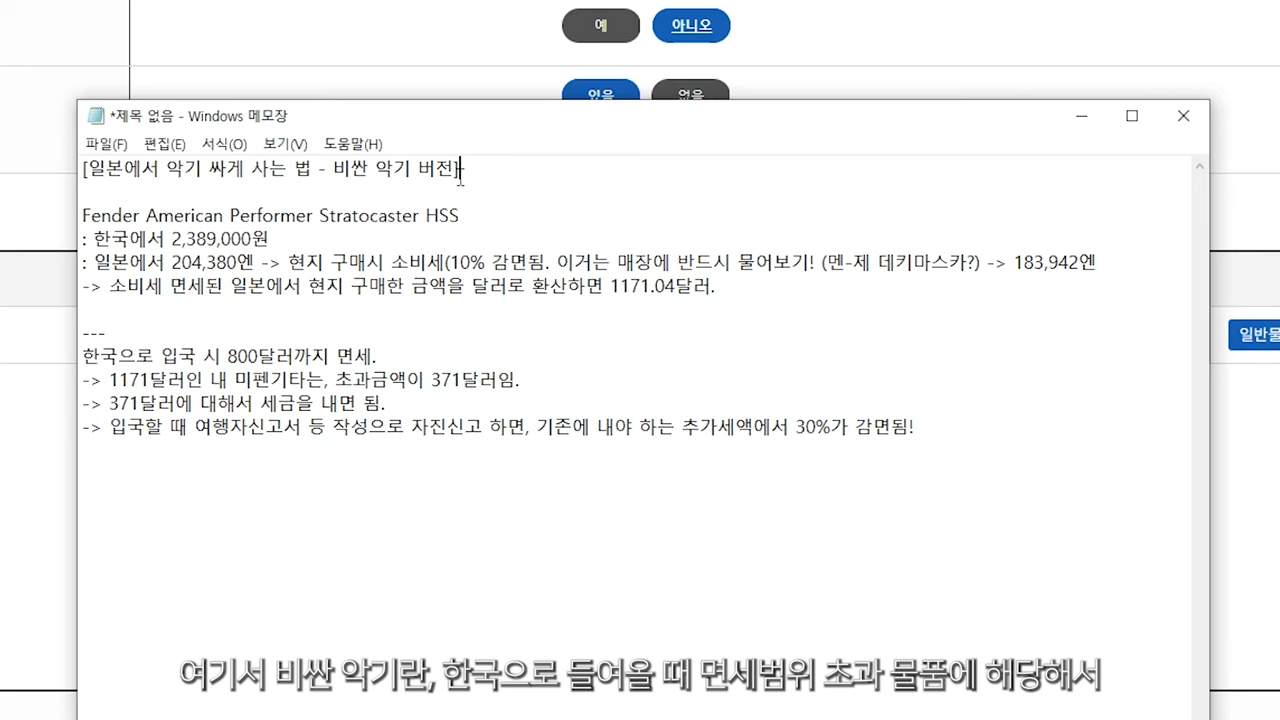 예 아니오
있음 없음
*제목 없음 - Windows 메모장
파일(F) 편집(E) 서식(O) 보기(V) 도움말(H)
[일본에서 악기 싸게 사는 법 - 비싼 악기 버전]
Fender American Performer Stratocaster HSS
: 한국에서 2,389,000원
: 일본에서 204,380엔 -> 현지 구매시 소비세(10% 감면됨. 이거는 매장에 반드시 물어보기! (멘-제 데키마스카?) -> 183,942엔
-> 소비세 면세된 일본에서 현지 구매한 금액을 달러로 환산하면 1171.04달러.
---
한국으로 입국 시 800달러까지 면세.
-> 1171달러인 내 미펜기타는, 초과금액이 371달러임.
-> 371달러에 대해서 세금을 내면 됨.
-> 입국할 때 여행자신고서 등 작성으로 자진신고 하면, 기존에 내야 하는 추가세액에서 30%가 감면됨!
여기서 비싼 악기란, 한국으로 들여올 때 면세범위 초과 물품에 해당해서